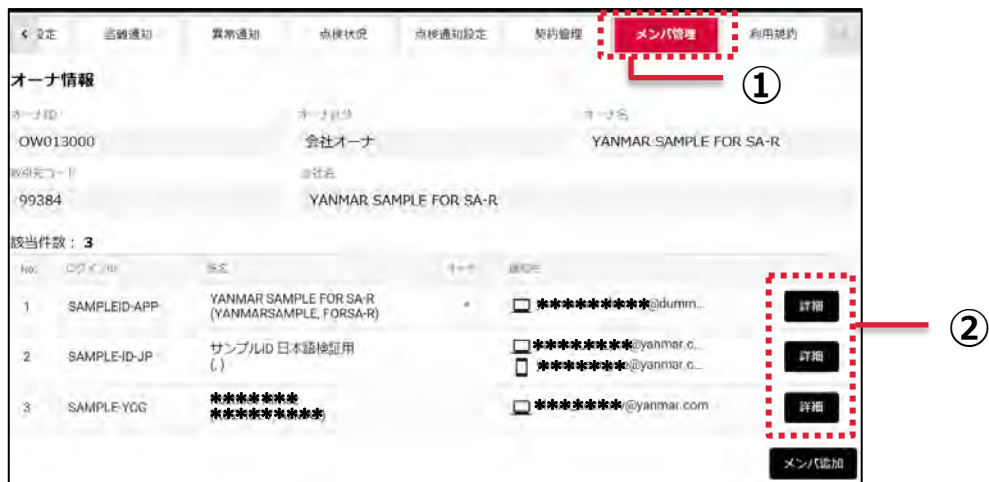 < 設定 盗難通知 異常通知 点検状況 点検通知設定 契約管理 メンバ管理 利用規約
①
オーナ情報
オーナID オーナ区分 オーナ名
OW013000 会社オーナ YANMAR SAMPLE FOR SA-R
取引先コード 会社名
99384 YANMAR SAMPLE FOR SA-R
該当件数： 3
No. ログインID 氏名 オーナ 通知先
1 SAMPLEID-APP YANMAR SAMPLE FOR SA-R *********@dumm... 詳細
(YANMARSAMPLE, FORSA-R)
2 SAMPLE-ID-JP サンプルID 日本語検証用 ********@yanmar.c... 詳細
(, ) ********@yanmar.c...
②
3 SAMPLE-YCG ******* *******@yanmar.com 詳細
*********)
メンバ追加